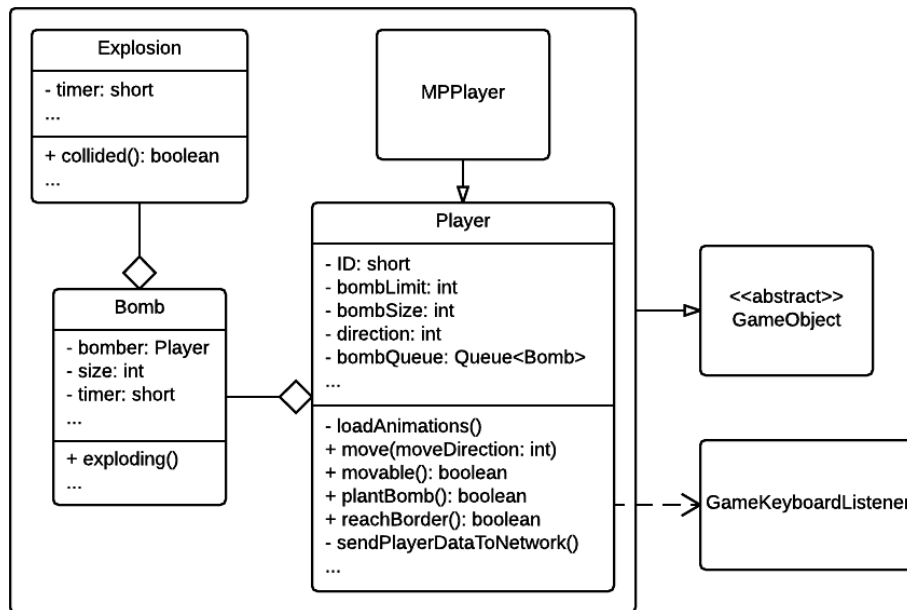 Explosion
- timer: short
...
+ collided(): boolean
...
MPPlayer
Player
- ID: short
- bombLimit: int
- bombSize: int
- direction: int
- bombQueue: Queue<Bomb>
...
- loadAnimations()
+ move(moveDirection: int)
+ movable(): boolean
+ plantBomb(): boolean
+ reachBorder(): boolean
- sendPlayerDataToNetwork()
...
Bomb
- bomber: Player
- size: int
- timer: short
...
+ exploding()
...
<<abstract>>
GameObject
GameKeyboardListener